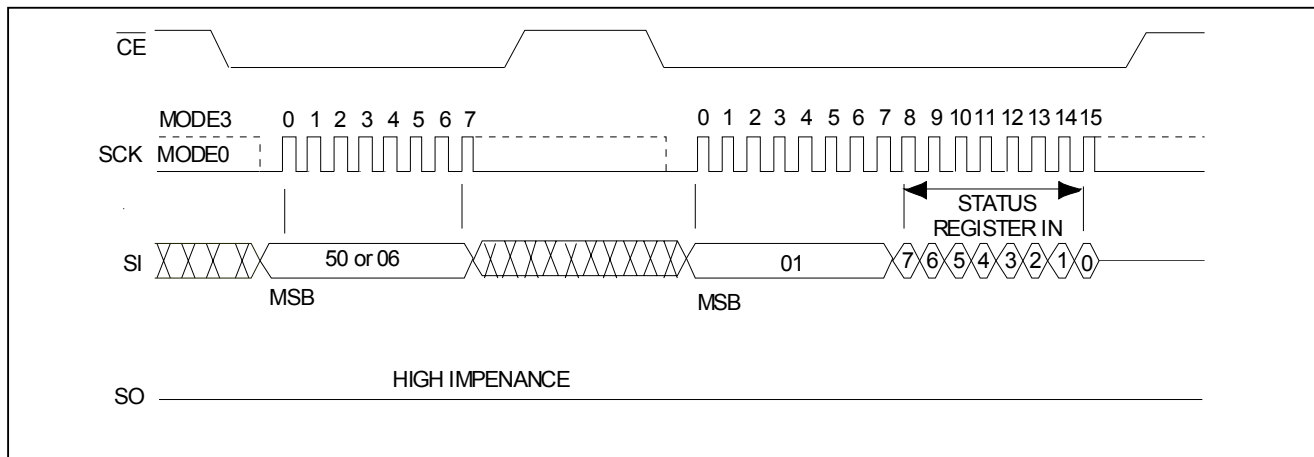 CE
MODE3 0 1 2 3 4 5 6 7 0 1 2 3 4 5 6 7 8 9 10 11 12 13 14 15
SCK MODE0
STATUS
REGISTER IN
SI 50 or 06 01 7 6 5 4 3 2 1 0
MSB MSB
HIGH IMPENANCE
SO